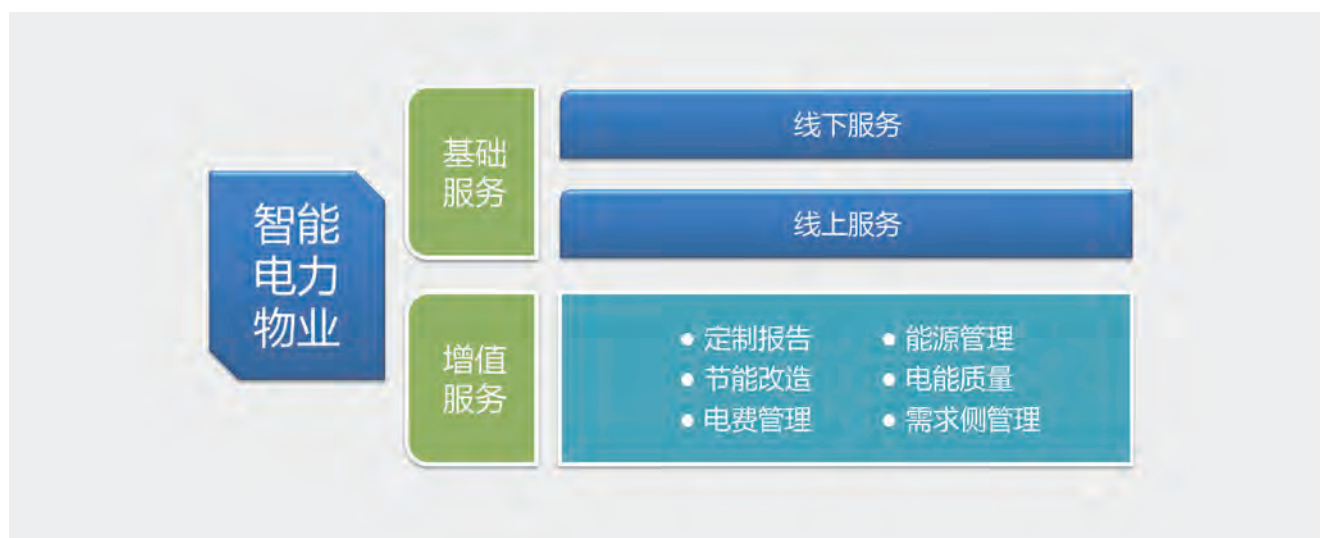 智能
电力
物业
基础
服务
线下服务
线上服务
增值
服务
• 定制报告
• 能源管理
• 节能改造
• 电能质量
• 电费管理
• 需求侧管理